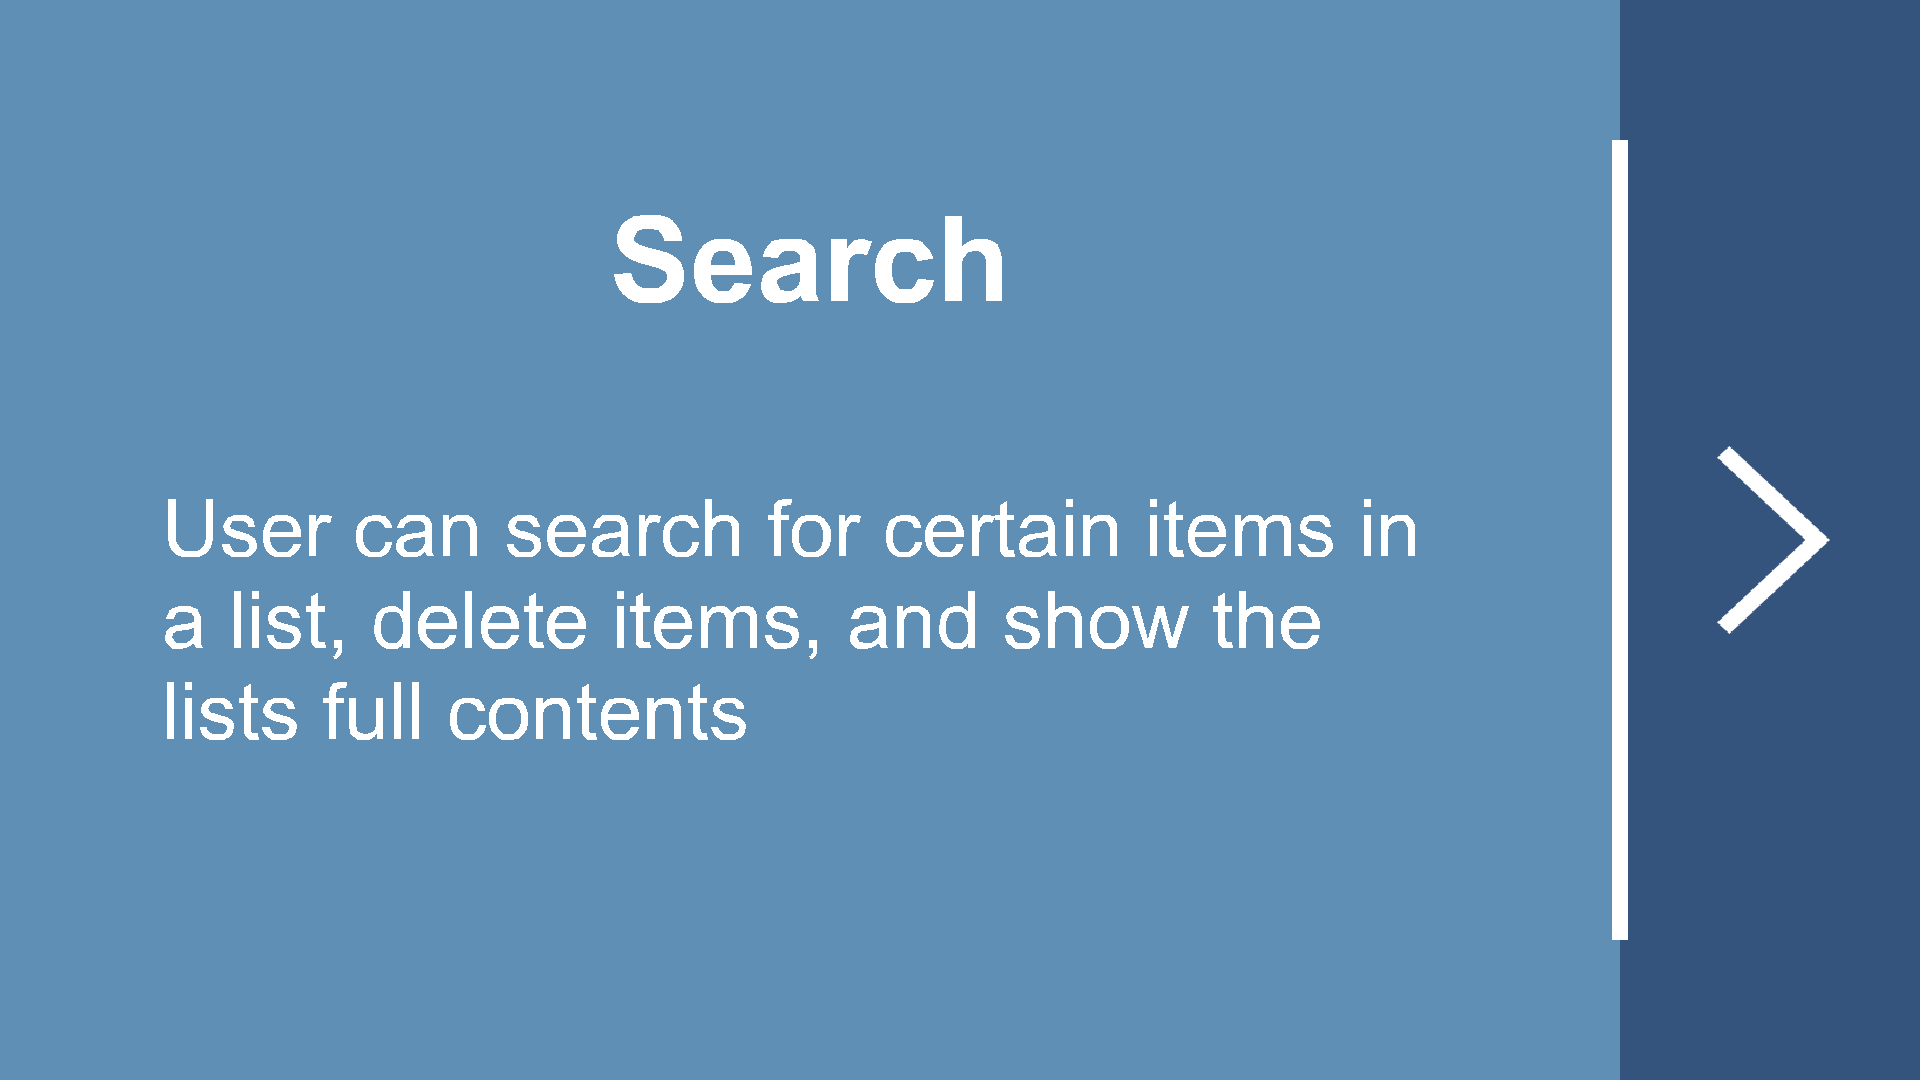 Search
User can search for certain items in
a list, delete items, and show the
lists full contents